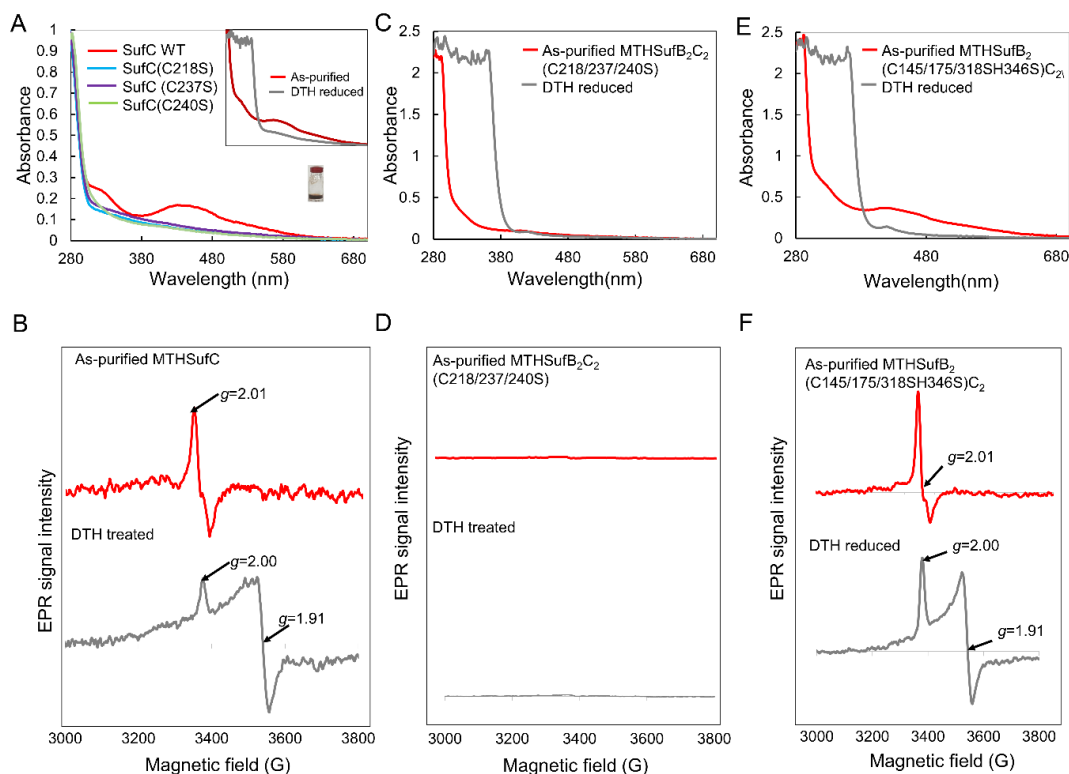 A
1
0.9
0.8
0.7
0.6
0.5
0.4
0.3
0.2
0.1
0
Absorbance
SufC WT
SufC(C218S)
SufC (C237S)
SufC(C240S)
As-purified
DTH reduced
280
380
480
580
680
Wavelength (nm)
C
2.5
2
1.5
1
0.5
0
Absorbance
As-purified MTHSufB₂C₂
(C218/237/240S)
DTH reduced
280
380
480
580
680
Wavelength(nm)
E
2.5
2
1.5
1
0.5
0
Absorbance
As-purified MTHSufB₂
(C145/175/318SH346S)C₂\
DTH reduced
280
480
680
Wavelength(nm)
B
As-purified MTHSufC
g=2.01
DTH treated
g=2.00
g=1.91
EPR signal intensity
3000
3400
3800
Magnetic field (G)
D
As-purified MTHSufB₂C₂
(C218/237/240S)
DTH treated
EPR signal intensity
3000
3400
3800
Magnetic field (G)
F
As-purified MTHSufB₂
(C145/175/318SH346S)C₂
g=2.01
DTH reduced
g=2.00
g=1.91
EPR signal intensity
3000
3400
3800
Magnetic field (G)